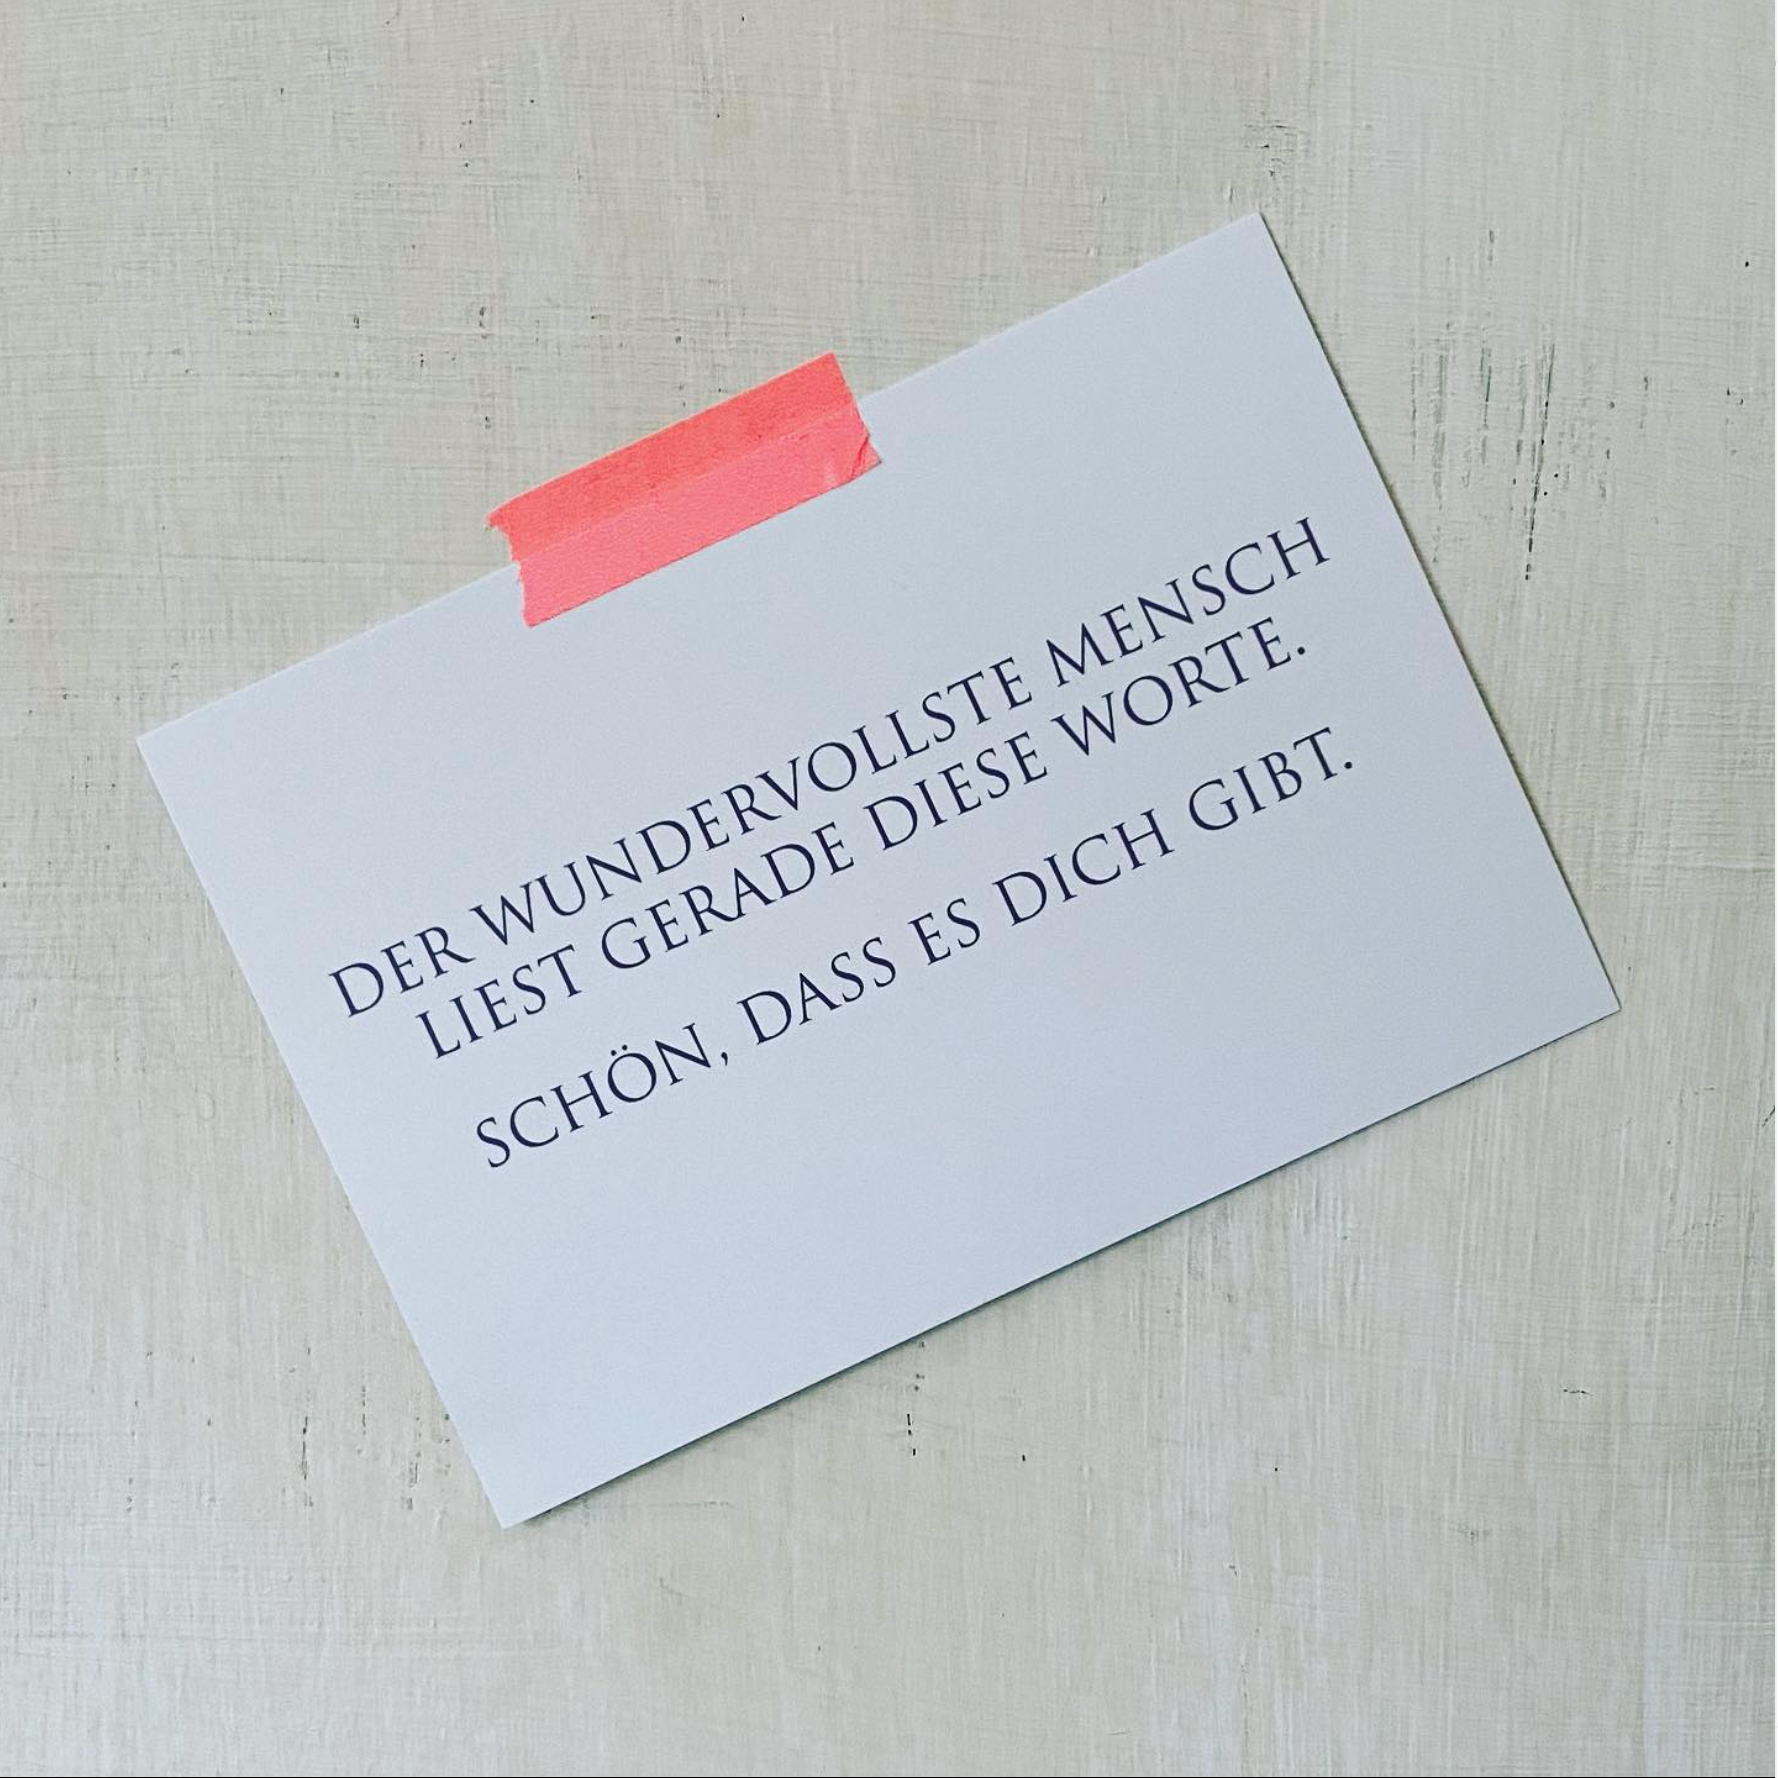 DER WUNDERVOLLSTE MENSCH
LIEST GERADE DIESE WORTE.
SCHÖN, DASS ES DICH GIBT.